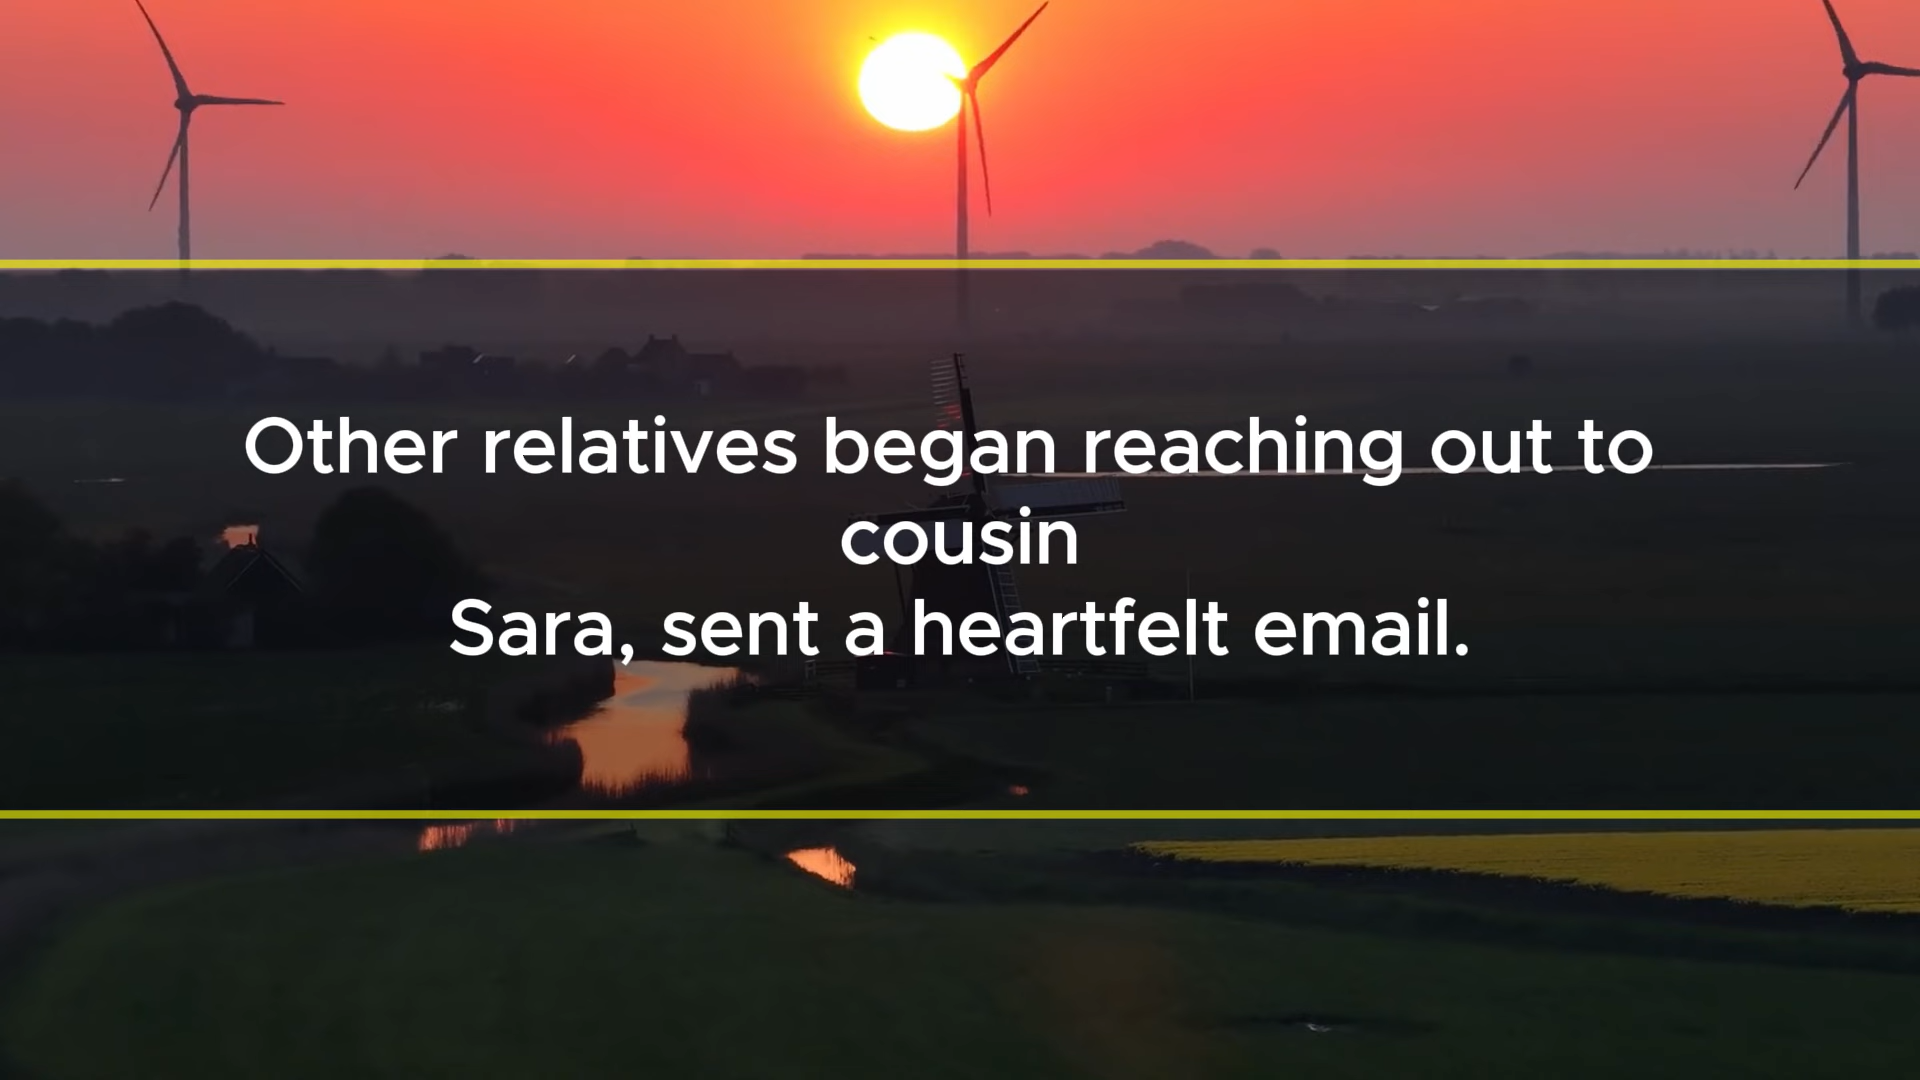 Other relatives began reaching out to
cousin
Sara, sent a heartfelt email.